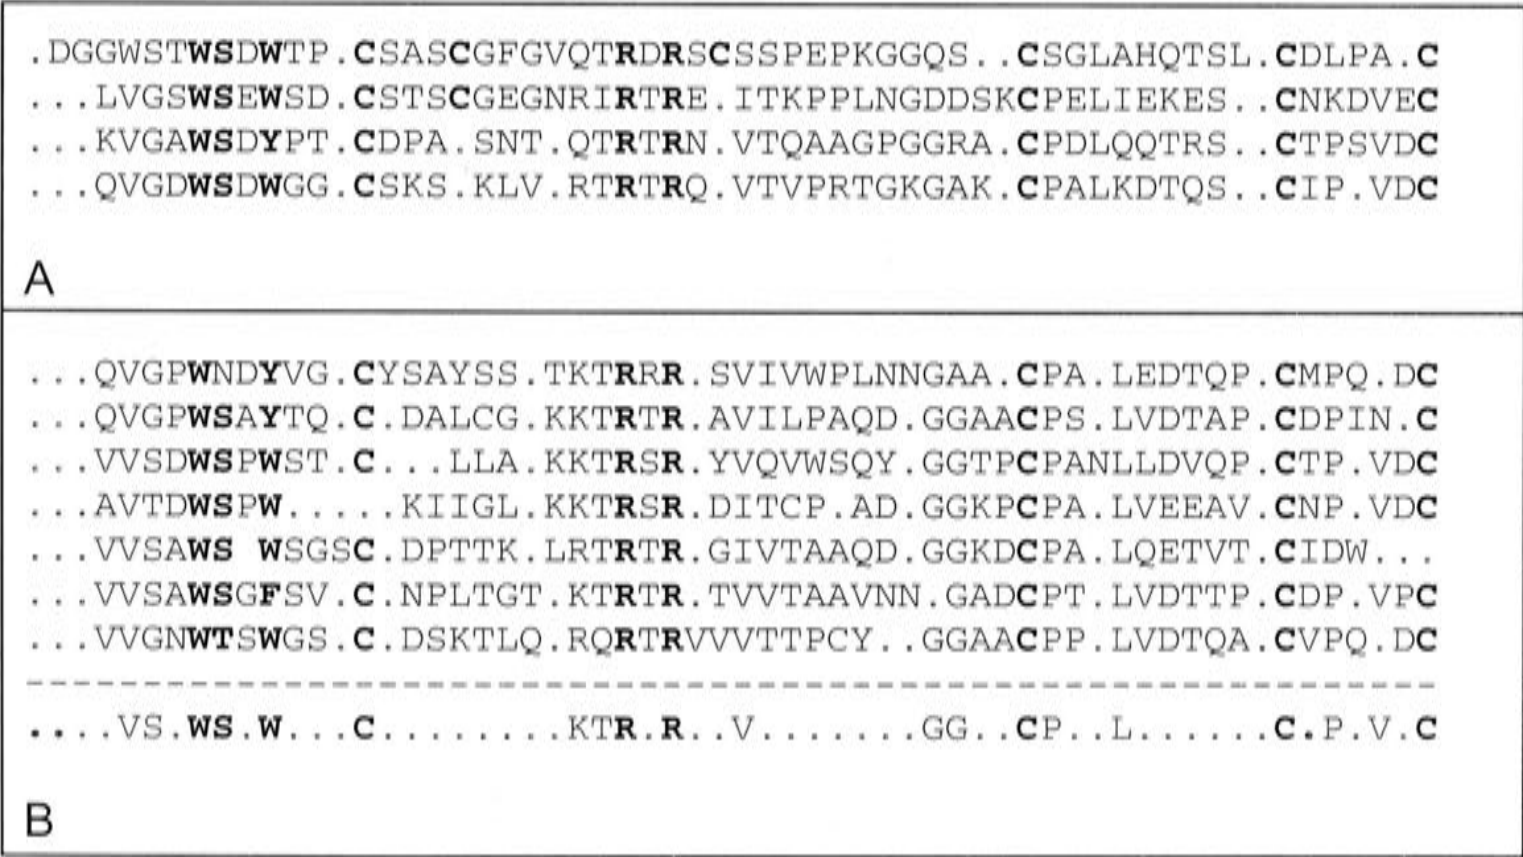 .DGGWSTWSDWTP.CSASCGFGVQTRDRSCSSPEPKGGQS..CSGLAHQTSL.CDLPA.C
...LVGSWSEWSD.CSTSCGEGNRIRTRE.ITKPPLNGDDSKCPELIEKES..CNKDVEC
...KVGAWSDYPT.CDPA.SNT.QTRTRN.VTQAAGPGGRA.CPDLQQTRS..CTPSVDC
...QVGDWSDWGG.CSKS.KLV.RTRTRQ.VTVPRTGKGAK.CPALKDTQS..CIP.VDC
A
...QVGPWNDYVG.CYSAYSS.TKTRRR.SVIVWPLNNGAA.CPA.LEDTQP.CMPQ.DC
...QVGPWSAYTQ.C.DALCG.KKTRTR.AVILPAQD.GGAACPS.LVDTAP.CDPIN.C
...VVSDWSPWST.C...LLA.KKTRSR.YVQVWSQY.GGTPCPANLLDVQP.CTP.VDC
...AVTDWSPW.....KIIGL.KKTRSR.DITCP.AD.GGKPCPA.LVEEAV.CNP.VDC
...VVSAWS WSGSC.DPTTK.LRTRTR.GIVTAAQD.GGKDCPA.LQETVT.CIDW...
...VVSAWSGFSV.C.NPLTGT.KTRTR.TVVTAAVNN.GADCPT.LVDTTP.CDP.VPC
...VVGNWTSWGS.C.DSKTLQ.RQRTRVVVTTPCY..GGAACPP.LVDTQA.CVPQ.DC
....VS.WS.W...C........KTR.R..V.......GG..CP..L......C.P.V.C
B